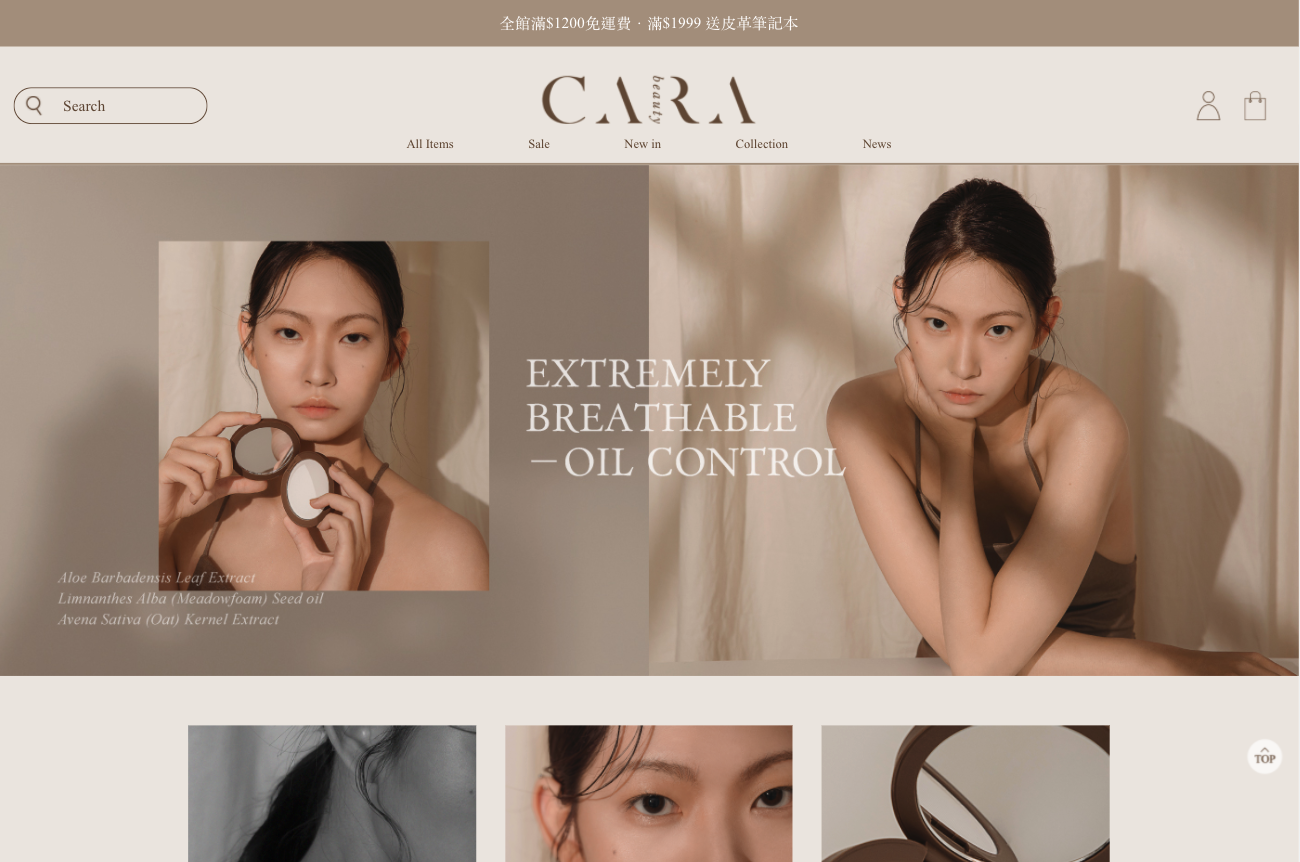 全館滿$1200免運費 · 滿$1999 送皮革筆記本
Search
CARA
beauty
All Items
Sale
New in
Collection
News
EXTREMELY
BREATHABLE
—OIL CONTROL
Aloe Barbadensis Leaf Extract
Limnanthes Alba (Meadowfoam) Seed oil
Avena Sativa (Oat) Kernel Extract
TOP